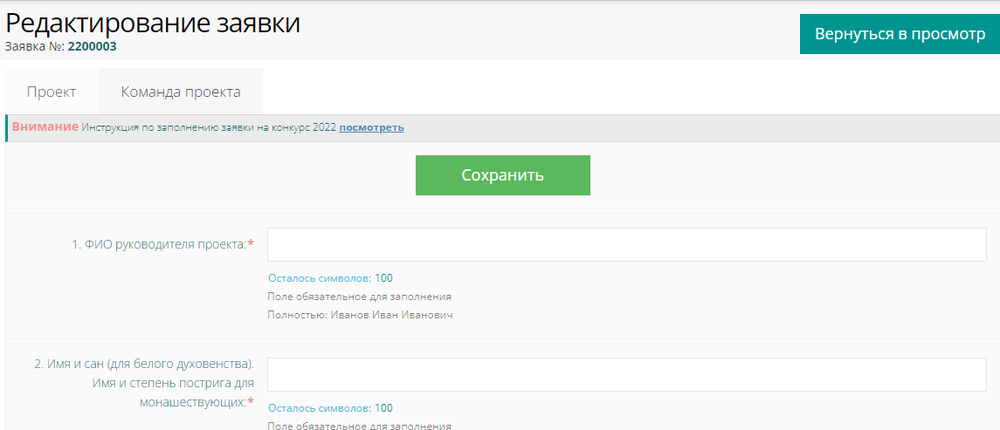 Редактирование заявки
Заявка №: 2200003
Вернуться в просмотр
Проект
Команда проекта
Внимание Инструкция по заполнению заявки на конкурс 2022 посмотреть
Сохранить
1. ФИО руководителя проекта:*
Осталось символов: 100
Поле обязательное для заполнения
Полностью: Иванов Иван Иванович
2. Имя и сан (для белого духовенства).
Имя и степень пострига для
монашествующих:*
Осталось символов: 100
Поле обязательное для заполнения